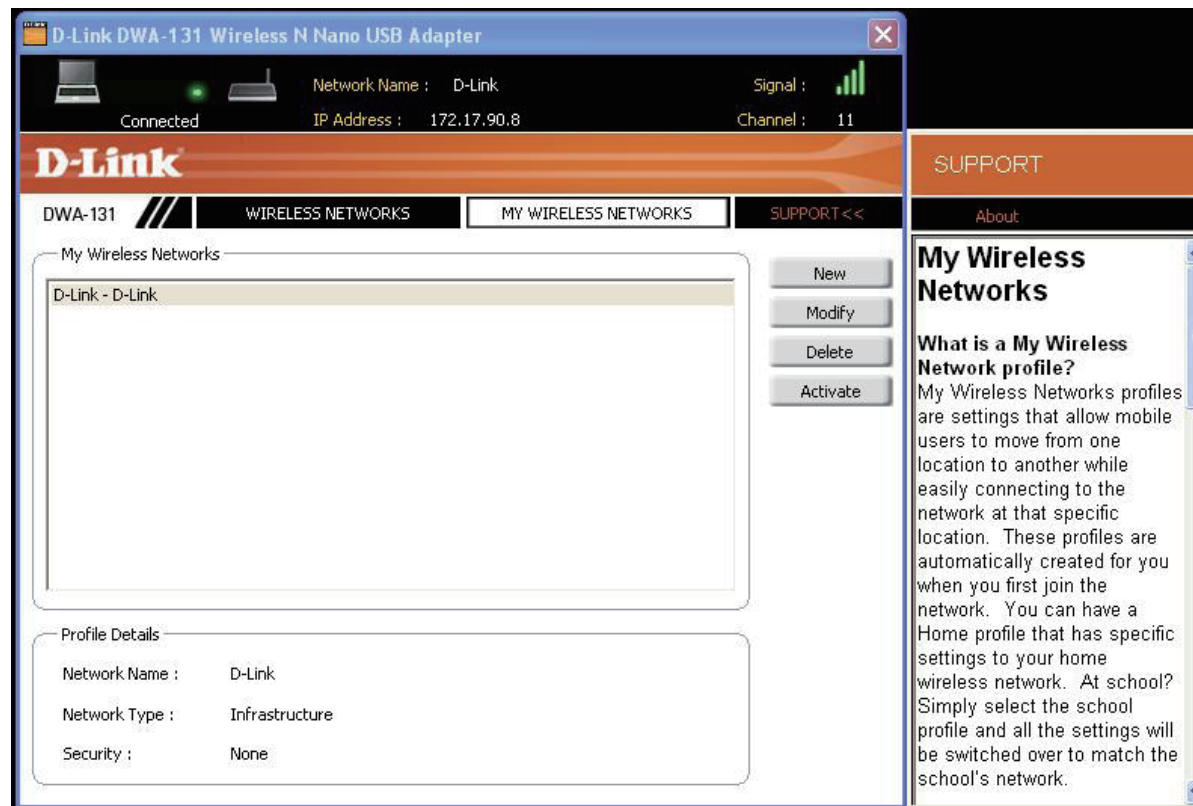 D-Link DWA-131 Wireless N Nano USB Adapter
Network Name : D-Link
Signal :
Connected
IP Address : 172.17.90.8
Channel : 11
D-Link
DWA-131
WIRELESS NETWORKS
MY WIRELESS NETWORKS
SUPPORT<<
My Wireless Networks
D-Link - D-Link
New
Modify
Delete
Activate
Profile Details
Network Name : D-Link
Network Type : Infrastructure
Security : None
SUPPORT
About
My Wireless
Networks
What is a My Wireless
Network profile?
My Wireless Networks profiles
are settings that allow mobile
users to move from one
location to another while
easily connecting to the
network at that specific
location. These profiles are
automatically created for you
when you first join the
network. You can have a
Home profile that has specific
settings to your home
wireless network. At school?
Simply select the school
profile and all the settings will
be switched over to match the
school's network.